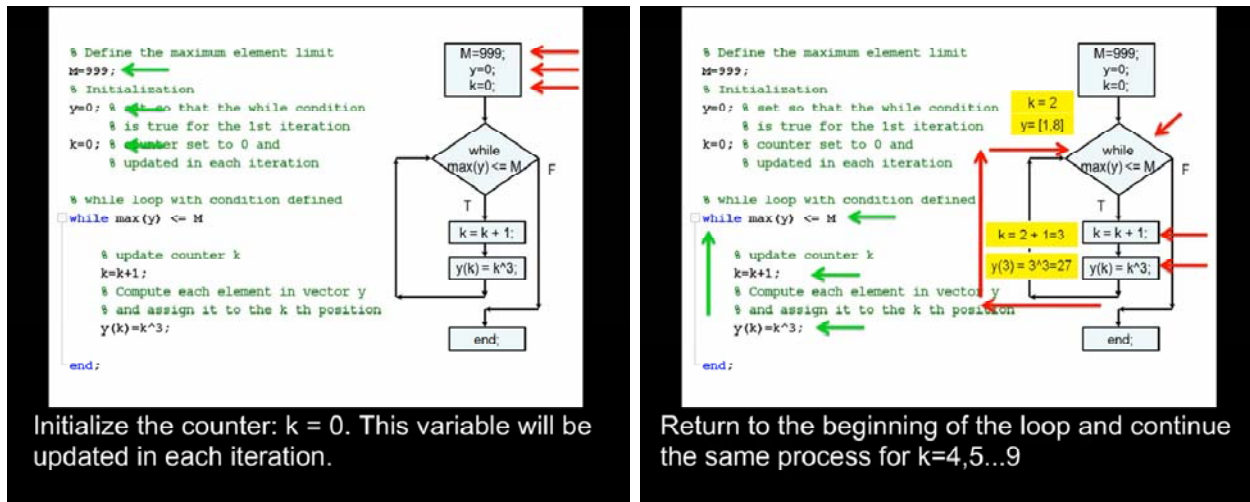 % Define the maximum element limit
M=999;
% Initialization
y=0; % set so that the while condition
% is true for the 1st iteration
k=0; % counter set to 0 and
% updated in each iteration
% while loop with condition defined
while max(y) <= M
% update counter k
k=k+1;
% Compute each element in vector y
% and assign it to the k th position
y(k)=k^3;
end;
M=999;
y=0;
k=0;
while
max(y) <= M
F
T
k = k + 1:
y(k) = k^3;
end;
Initialize the counter: k = 0. This variable will be
updated in each iteration.
% Define the maximum element limit
M=999;
% Initialization
y=0; % set so that the while condition
% is true for the 1st iteration
k=0; % counter set to 0 and
% updated in each iteration
% while loop with condition defined
while max(y) <= M
% update counter k
k=k+1;
% Compute each element in vector y
% and assign it to the k th position
y(k)=k^3;
end;
M=999;
y=0;
k=0;
k = 2
y= [1,8]
while
max(y) <= M
F
T
k = 2 + 1=3
k = k + 1:
y(3) = 3^3=27
y(k) = k^3;
end;
Return to the beginning of the loop and continue
the same process for k=4,5...9